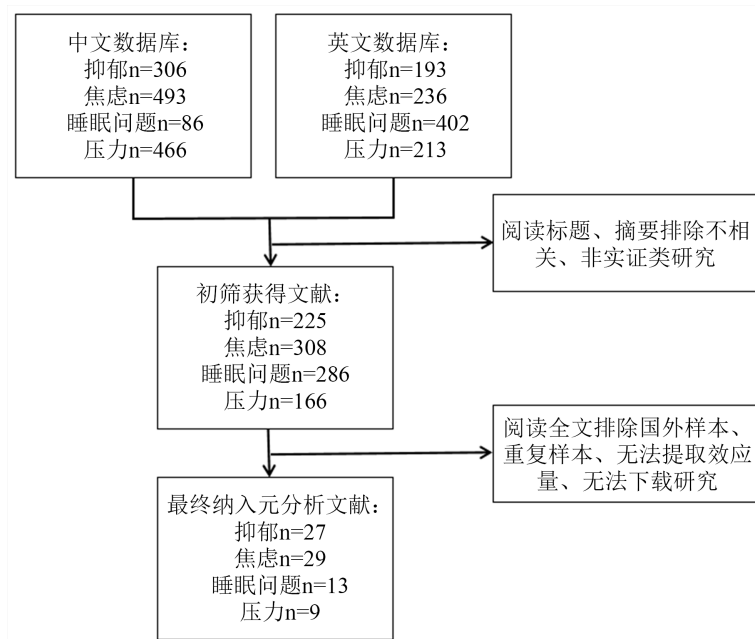 中文数据库：
抑郁n=306
焦虑n=493
睡眠问题n=86
压力n=466
英文数据库：
抑郁n=193
焦虑n=236
睡眠问题n=402
压力n=213
阅读标题、摘要排除不相
关、非实证类研究
初筛获得文献：
抑郁n=225
焦虑n=308
睡眠问题n=286
压力n=166
阅读全文排除国外样本、
重复样本、无法提取效应
量、无法下载研究
最终纳入元分析文献：
抑郁n=27
焦虑n=29
睡眠问题n=13
压力n=9